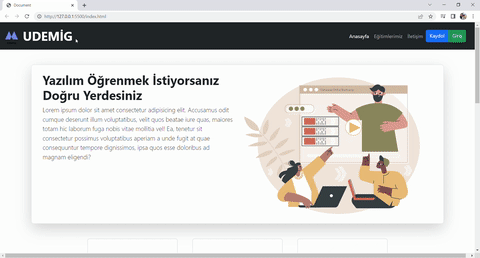 Document
http://127.0.0.1:5500/index.html
UDEMİG
Anasayfa Eğitimlerimiz İletişim Kaydol Giriş
Yazılım Öğrenmek İstiyorsanız
Doğru Yerdesiniz
Lorem ipsum dolor sit amet consectetur adipisicing elit. Accusamus odit
cumque deserunt illum voluptatibus, velit quos beatae iure quas, maiores
totam hic laborum fuga nobis vitae mollitia vel! Ea, tenetur sit
consectetur possimus voluptatibus aperiam a unde fugit at quae
consequuntur tempore dignissimos, ipsa quos esse doloribus ad
magnam eligendi?